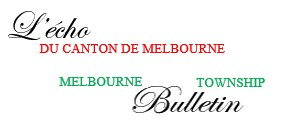 L'écho
DU CANTON DE MELBOURNE
MELBOURNE TOWNSHIP
Bulletin